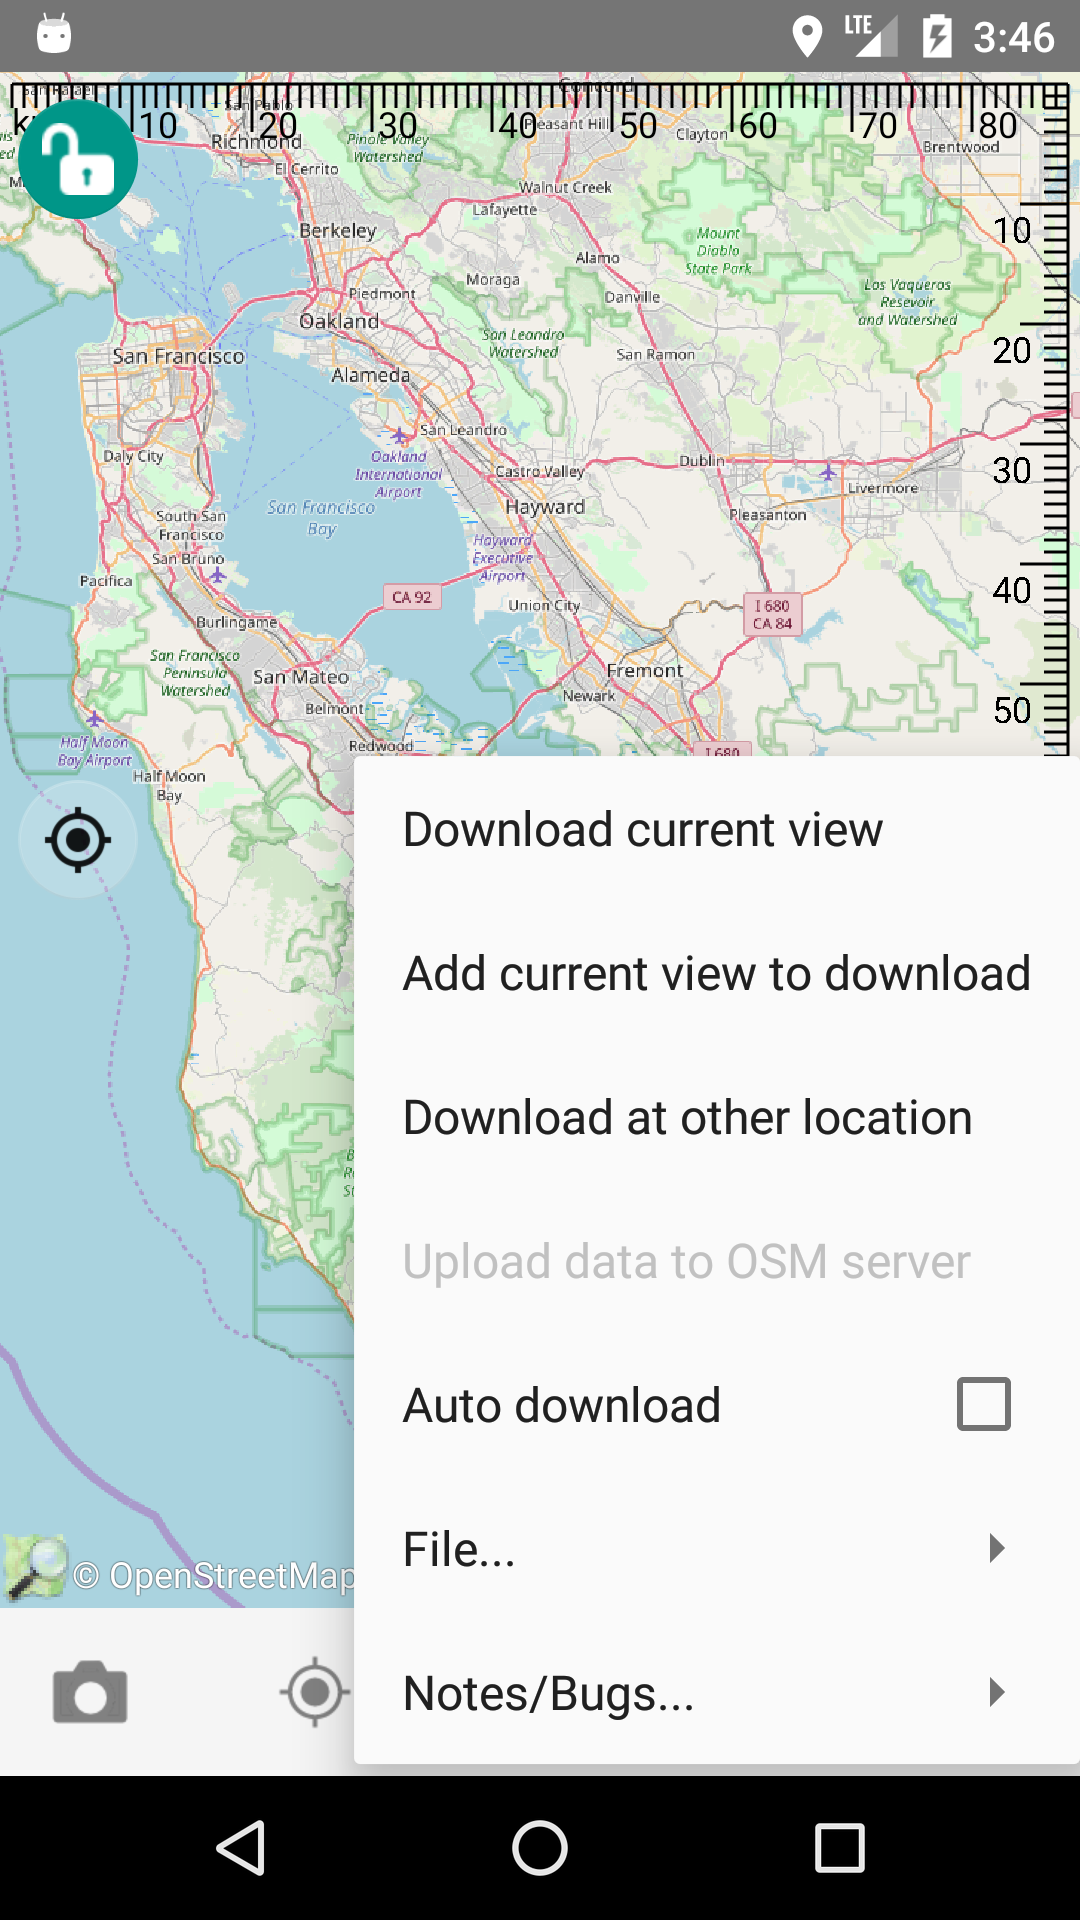 LTE 3:46
San Rafael
San Pablo
Concord
10 20 30 40 50 60 70 80
Richmond
Pinole Valley
Watershed
Pleasant Hill
Clayton
Brentwood
El Cerrito
Walnut Creek
Lafayette
Berkeley
Mount
Diablo
State Park
10
Alamo
Moraga
Piedmont
Danville
Los Vaqueros
Resevoir
and Watershed
Oakland
San Leandro
Watershed
San Francisco
San Ramon
20
Alameda
San Leandro
Daly City
Oakland
International
Airport
Castro Valley
Dublin
30
Livermore
San Francisco
Bay
Hayward
Pleasanton
South San
Francisco
San Bruno
Hayward
Executive
Airport
Pacifica
CA 92
Union City
I 680
CA 84
40
Burlingame
San Francisco
Peninsula
Watershed
San Mateo
Fremont
Newark
Belmont
50
Half Moon
Bay Airport
Redwood
I 680
Half Moon
Bay
Download current view
Add current view to download
Download at other location
Upload data to OSM server
Auto download
File...
© OpenStreetMap
Notes/Bugs...